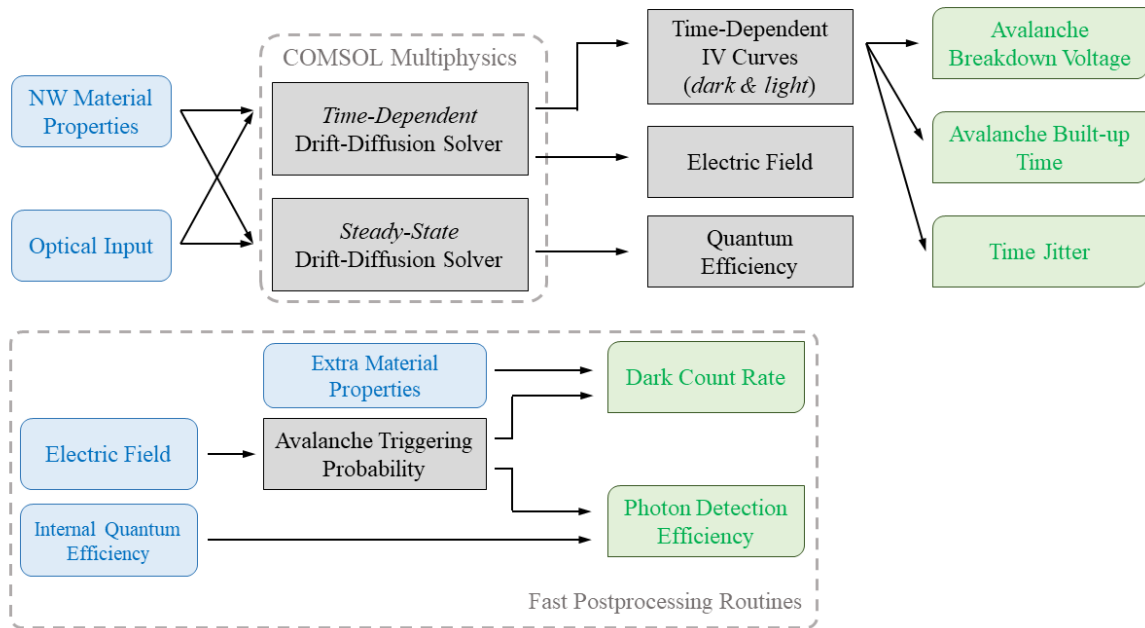 COMSOL Multiphysics
NW Material
Properties
Optical Input
Time-Dependent
Drift-Diffusion Solver
Steady-State
Drift-Diffusion Solver
Time-Dependent
IV Curves
(dark & light)
Electric Field
Quantum
Efficiency
Avalanche
Breakdown Voltage
Avalanche Built-up
Time
Time Jitter
Extra Material
Properties
Dark Count Rate
Electric Field
Avalanche Triggering
Probability
Internal Quantum
Efficiency
Photon Detection
Efficiency
Fast Postprocessing Routines